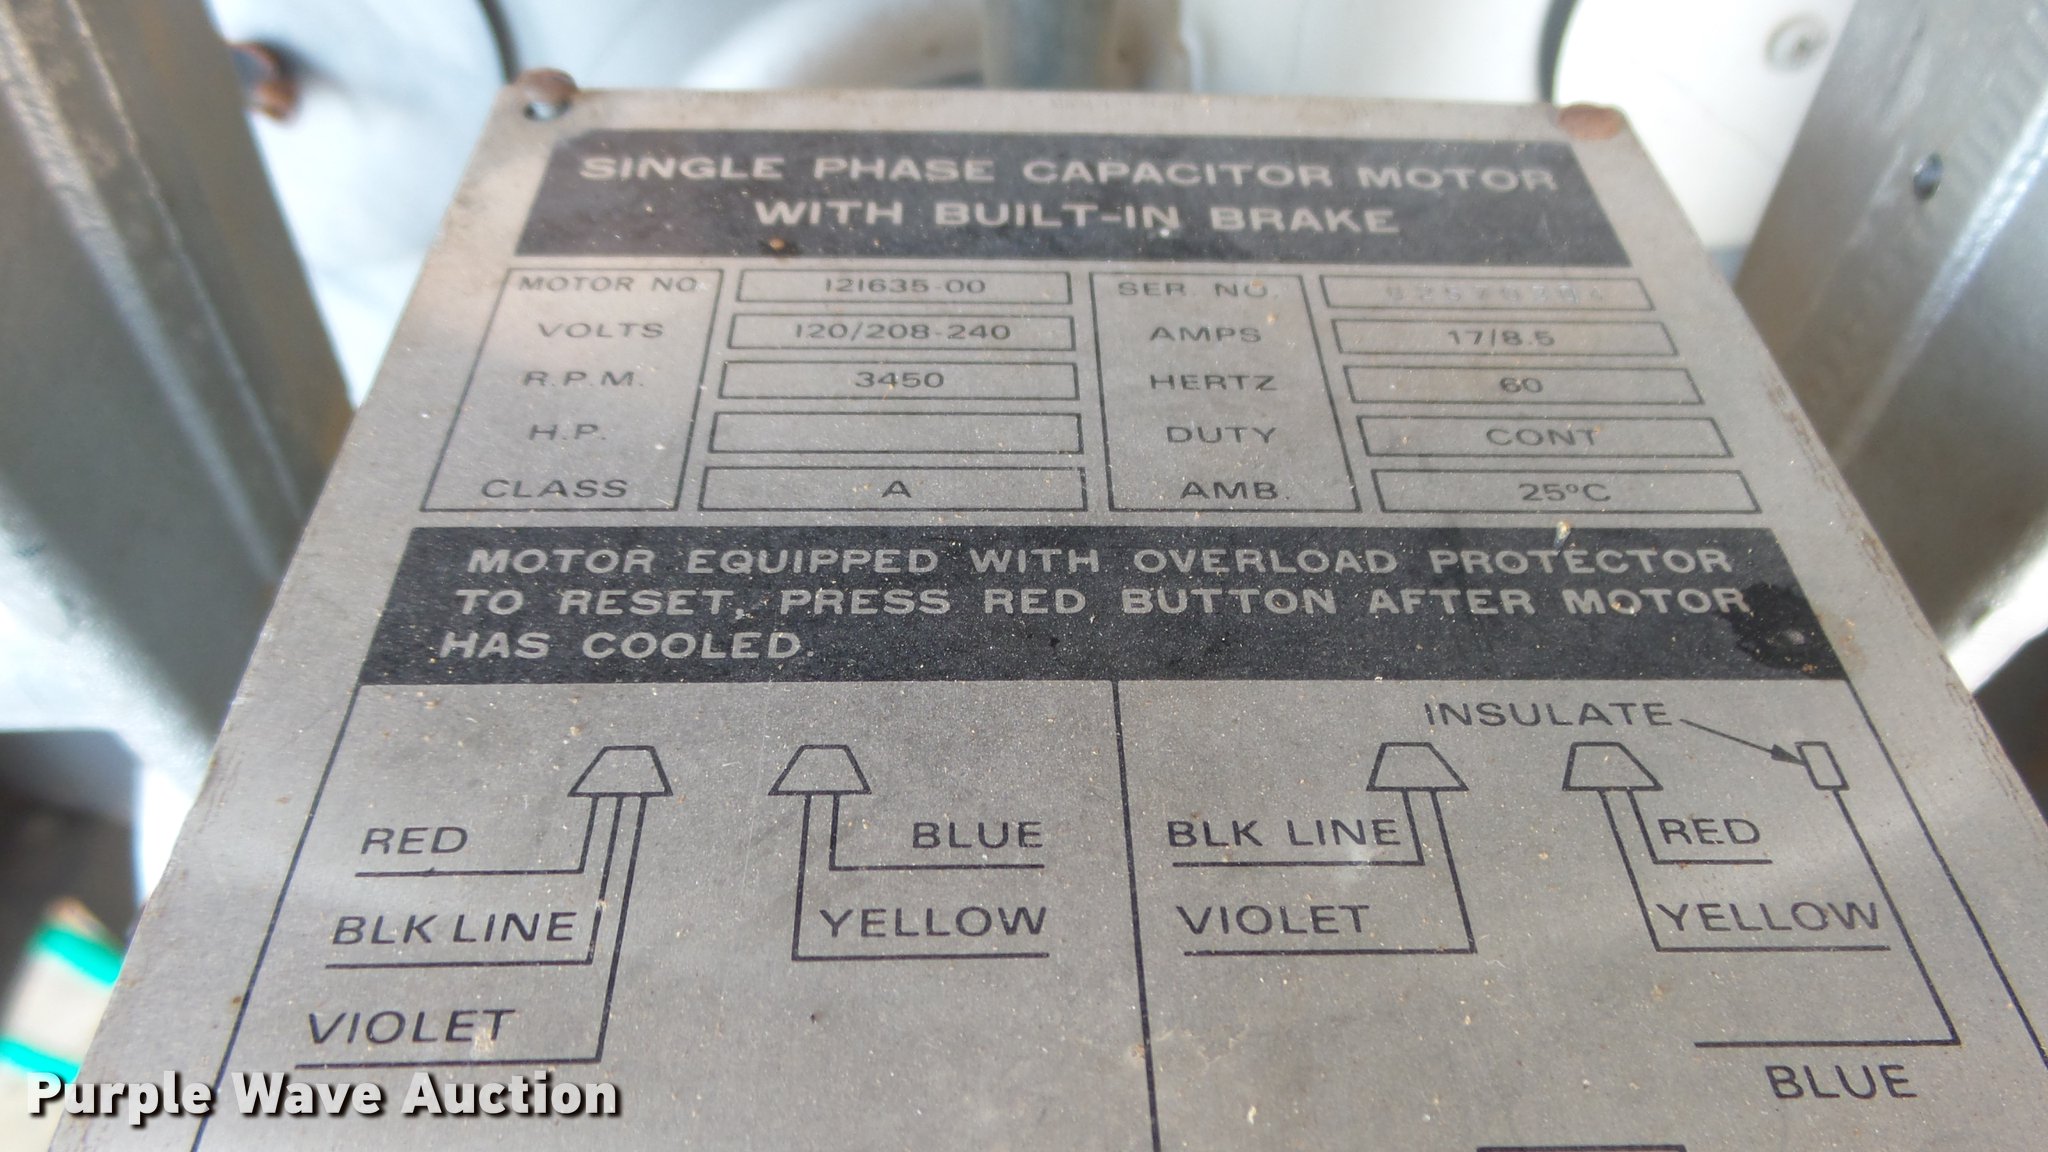 SINGLE PHASE CAPACITOR MOTOR
WITH BUILT-IN BRAKE
MOTOR NO. 121635-00 SER. NO.
VOLTS 120/208-240 AMPS 17/8.5
R.P.M. 3450 HERTZ 60
H.P. DUTY CONT
CLASS A AMB. 25°C
MOTOR EQUIPPED WITH OVERLOAD PROTECTOR
TO RESET, PRESS RED BUTTON AFTER MOTOR
HAS COOLED.
INSULATE
RED BLUE BLK LINE RED
BLK LINE YELLOW VIOLET YELLOW
VIOLET BLUE
Purple Wave Auction